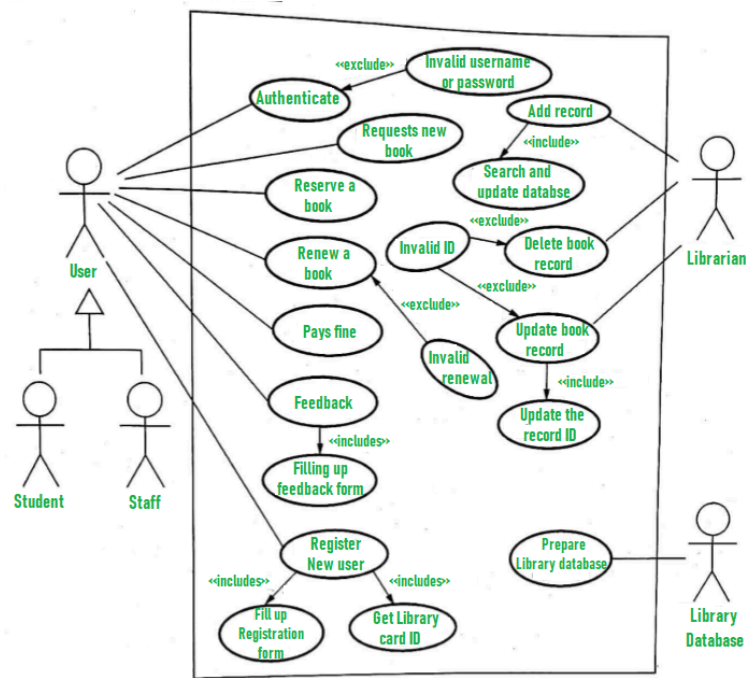 «exclude»
Invalid username
or password
Authenticate
Add record
Requests new
book
«include»
Search and
update databse
Reserve a
book
«exclude»
Invalid ID
Delete book
record
User
Librarian
Renew a
book
«exclude»
«exclude»
Pays fine
Update book
record
Invalid
renewal
«include»
Feedback
Update the
record ID
«includes»
Filling up
feedback form
Student
Staff
Register
New user
Prepare
Library database
«includes»
«includes»
Fill up
Registration
form
Get Library
card ID
Library
Database